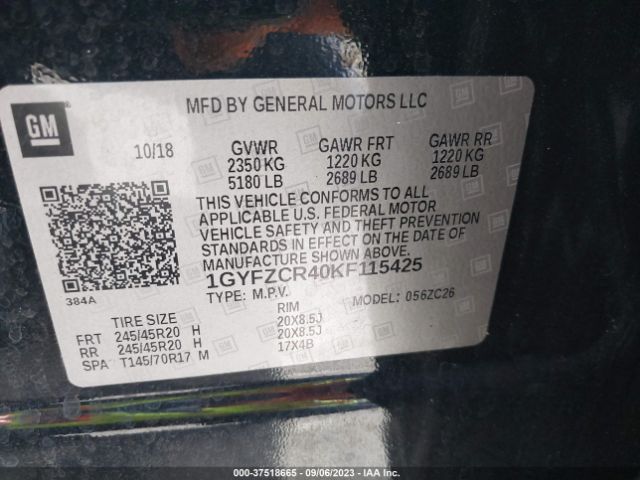 MFD BY GENERAL MOTORS LLC
GM
10/18
GVWR GAWR FRT GAWR RR
2350 KG 1220 KG 1220 KG
5180 LB 2689 LB 2689 LB
THIS VEHICLE CONFORMS TO ALL
APPLICABLE U.S. FEDERAL MOTOR
VEHICLE SAFETY AND THEFT PREVENTION
STANDARDS IN EFFECT ON THE DATE OF
MANUFACTURE SHOWN ABOVE.
1GYFZCR40KF115425
TYPE: M.P.V. MODEL: 056ZC26
384A
TIRE SIZE RIM
FRT 245/45R20 H 20X8.5J
RR 245/45R20 H 20X8.5J
SPA T145/70R17 M 17X4B
000-37518665 - 09/06/2023 - IAA Inc.